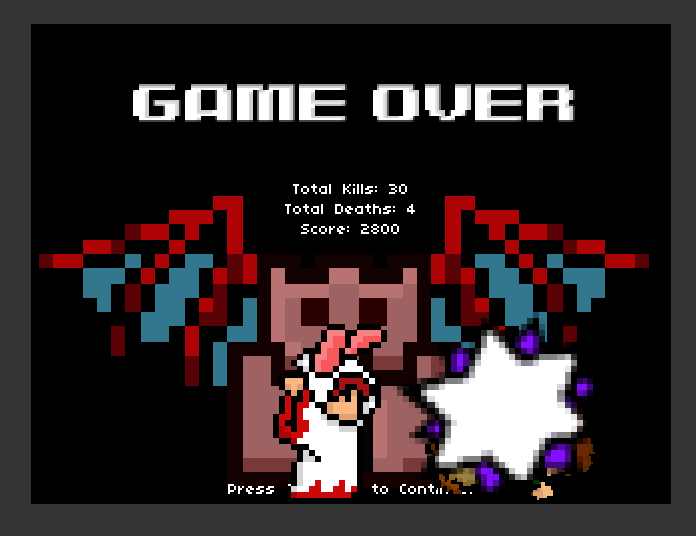 GAME OVER
Total Kills: 30
Total Deaths: 4
Score: 2800
Press to